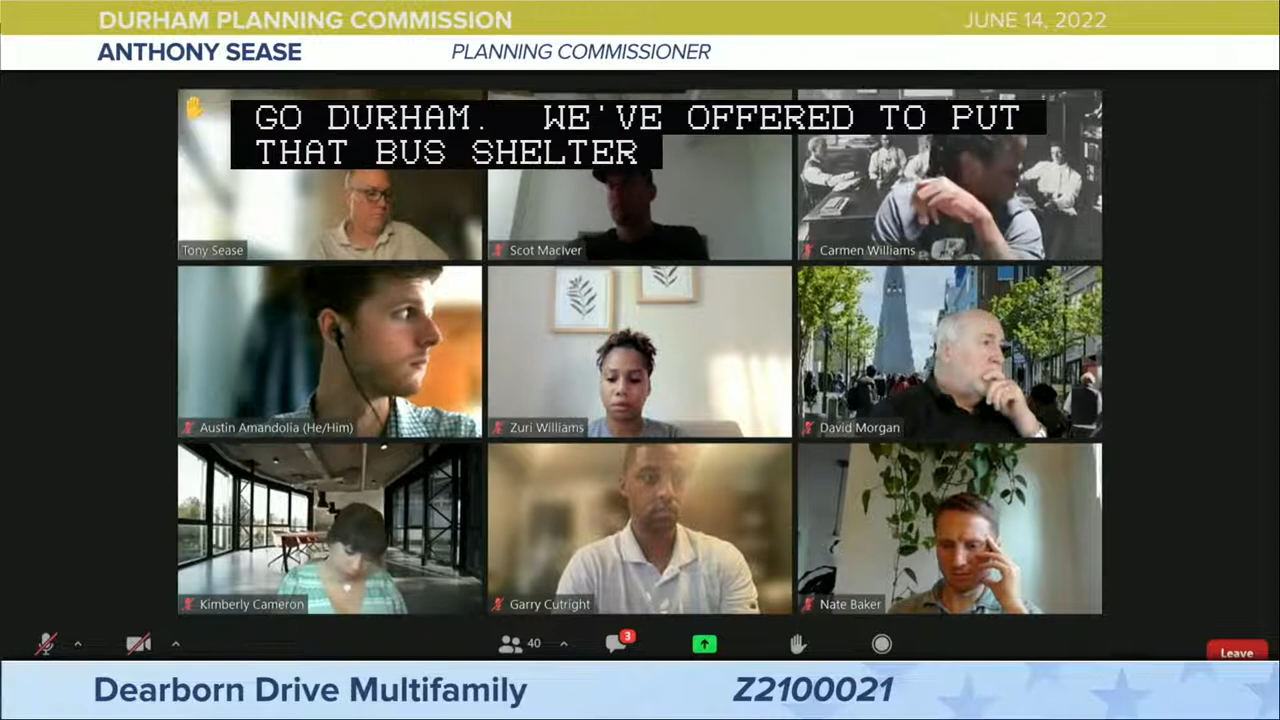 DURHAM PLANNING COMMISSION
JUNE 14, 2022
ANTHONY SEASE
PLANNING COMMISSIONER
GO DURHAM. WE'VE OFFERED TO PUT
THAT BUS SHELTER
Tony Sease
Scot MacIver
Carmen Williams
Austin Amandolia (He/Him)
Zuri Williams
David Morgan
Kimberly Cameron
Garry Cutright
Nate Baker
40
3
Leave
Dearborn Drive Multifamily
Z2100021